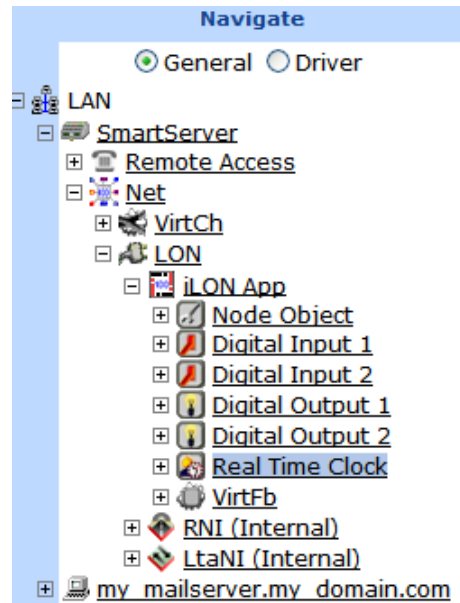 Navigate
General Driver
LAN
SmartServer
Remote Access
Net
VirtCh
LON
iLON App
Node Object
Digital Input 1
Digital Input 2
Digital Output 1
Digital Output 2
Real Time Clock
VirtFb
RNI (Internal)
LtaNI (Internal)
my_mailserver.my_domain.com